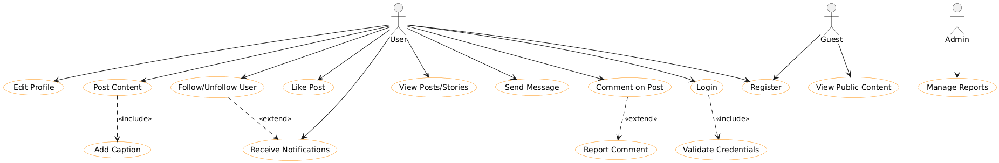 User
Guest
Admin
Edit Profile
Post Content
Follow/Unfollow User
Like Post
View Posts/Stories
Send Message
Comment on Post
Login
Register
View Public Content
Manage Reports
«include»
«extend»
«extend»
«include»
Add Caption
Receive Notifications
Report Comment
Validate Credentials